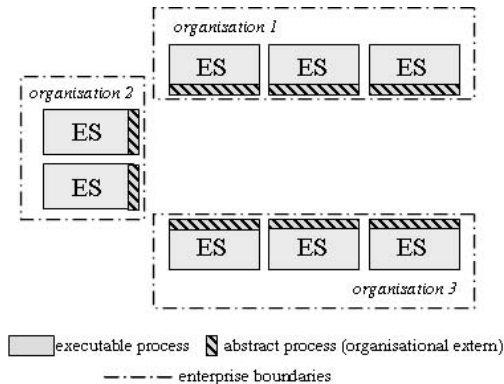 organisation 1
ES ES ES
organisation 2
ES
ES
ES ES ES
organisation 3
executable process abstract process (organisational extern)
enterprise boundaries